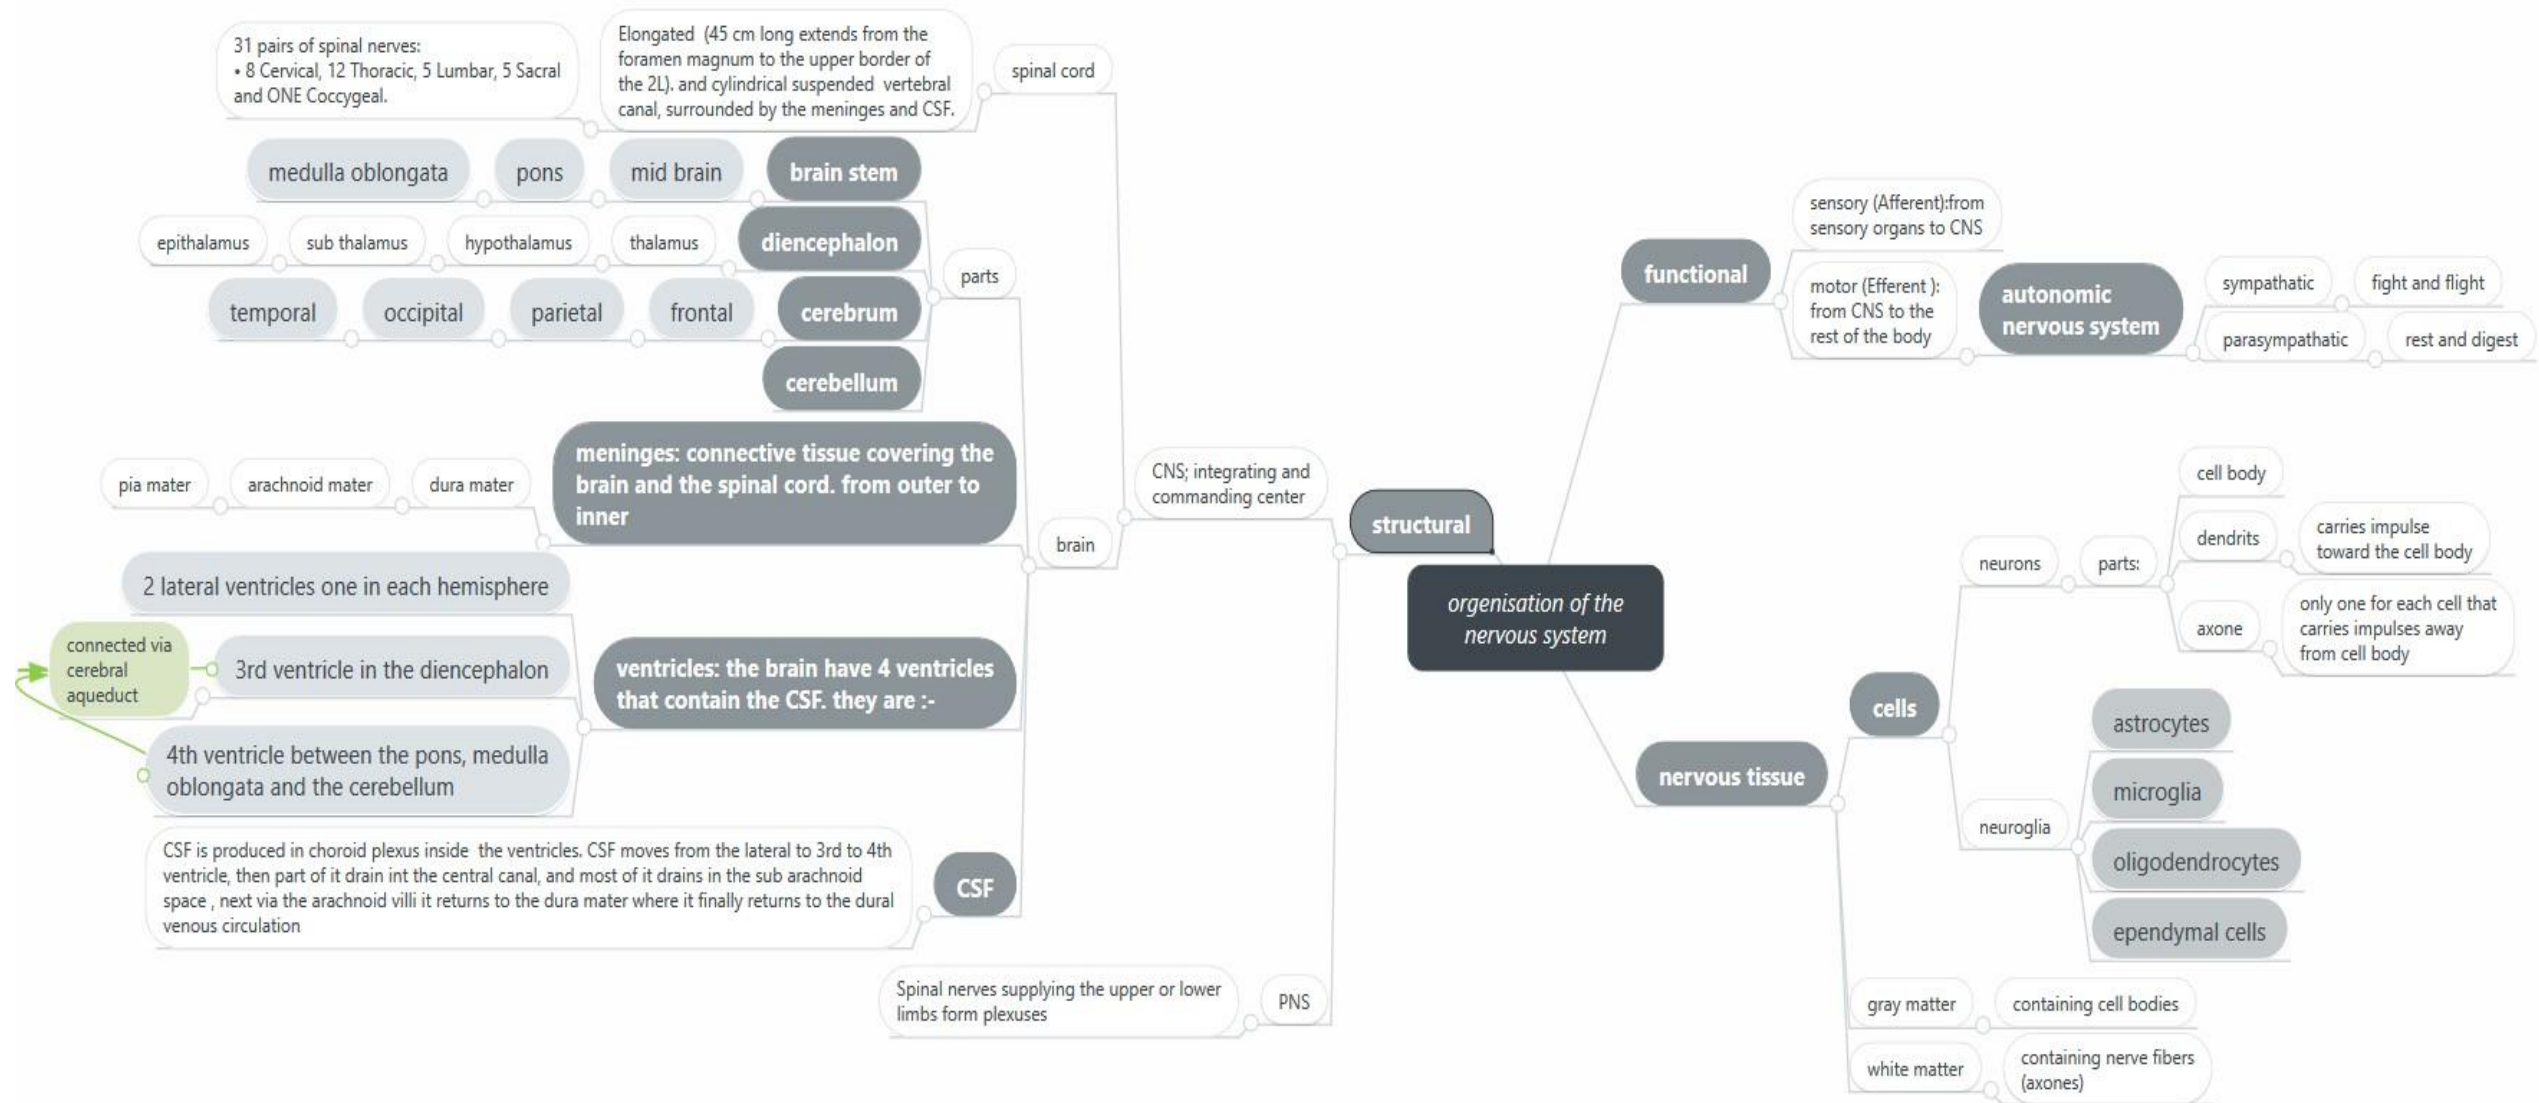 orgenisation of the
nervous system
structural
CNS; integrating and
commanding center
spinal cord
Elongated (45 cm long extends from the
foramen magnum to the upper border of
the 2L). and cylindrical suspended vertebral
canal, surrounded by the meninges and CSF.
31 pairs of spinal nerves:
• 8 Cervical, 12 Thoracic, 5 Lumbar, 5 Sacral
and ONE Coccygeal.
brain
parts
brain stem
mid brain
pons
medulla oblongata
diencephalon
thalamus
hypothalamus
sub thalamus
epithalamus
cerebrum
frontal
parietal
occipital
temporal
cerebellum
meninges: connective tissue covering the
brain and the spinal cord. from outer to
inner
dura mater
arachnoid mater
pia mater
ventricles: the brain have 4 ventricles
that contain the CSF. they are :-
2 lateral ventricles one in each hemisphere
3rd ventricle in the diencephalon
connected via
cerebral
aqueduct
4th ventricle between the pons, medulla
oblongata and the cerebellum
CSF
CSF is produced in choroid plexus inside the ventricles. CSF moves from the lateral to 3rd to 4th
ventricle, then part of it drain int the central canal, and most of it drains in the sub arachnoid
space , next via the arachnoid villi it returns to the dura mater where it finally returns to the dural
venous circulation
PNS
Spinal nerves supplying the upper or lower
limbs form plexuses
functional
sensory (Afferent):from
sensory organs to CNS
motor (Efferent ):
from CNS to the
rest of the body
autonomic
nervous system
sympathatic
fight and flight
parasympathatic
rest and digest
nervous tissue
cells
neurons
parts:
cell body
dendrits
carries impulse
toward the cell body
axone
only one for each cell that
carries impulses away
from cell body
neuroglia
astrocytes
microglia
oligodendrocytes
ependymal cells
gray matter
containing cell bodies
white matter
containing nerve fibers
(axones)